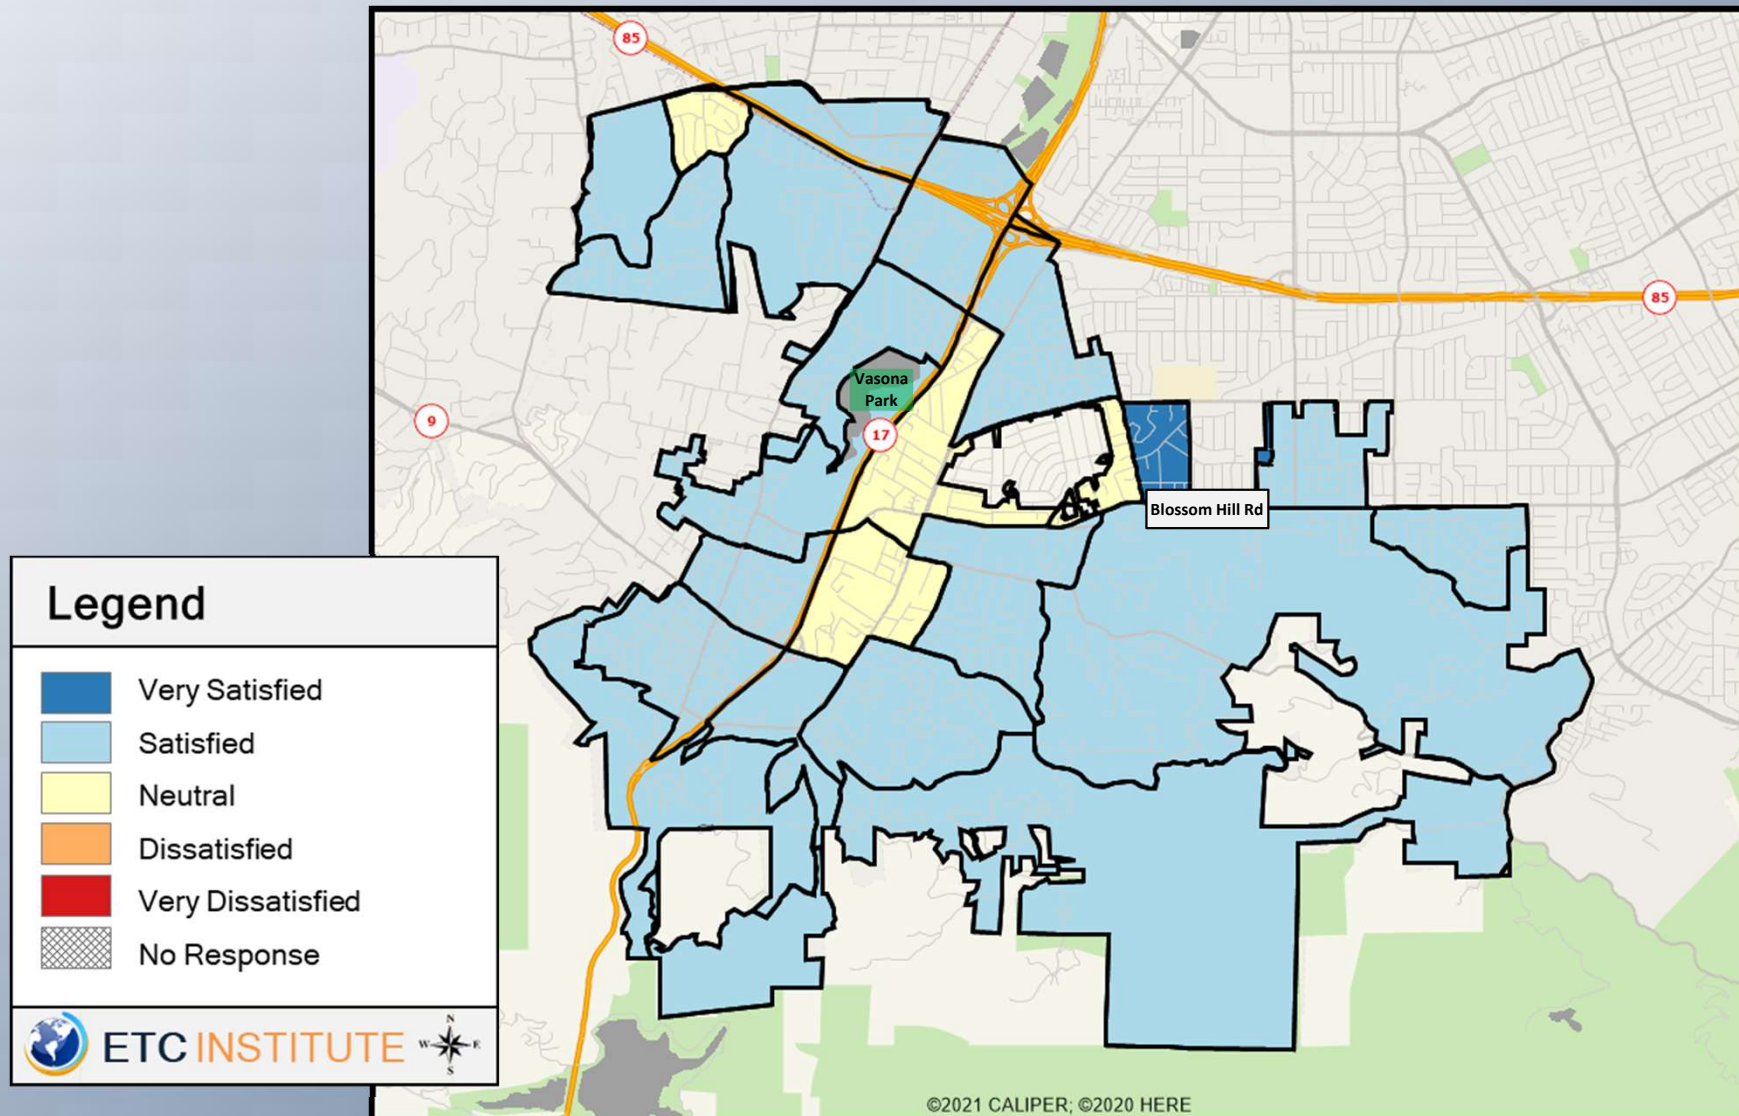 85
85
9
Vasona
Park
17
Blossom Hill Rd
Legend
Very Satisfied
Satisfied
Neutral
Dissatisfied
Very Dissatisfied
No Response
ETC INSTITUTE
N
W E
S
©2021 CALIPER; ©2020 HERE